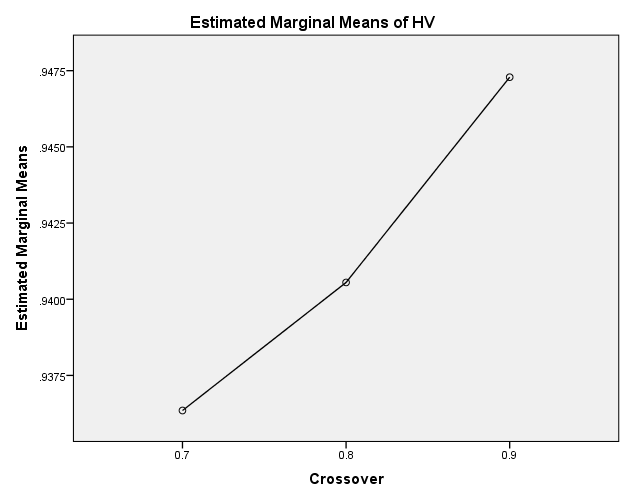 Estimated Marginal Means of HV
Estimated Marginal Means
.9475
.9450
.9425
.9400
.9375
0.7
0.8
0.9
Crossover